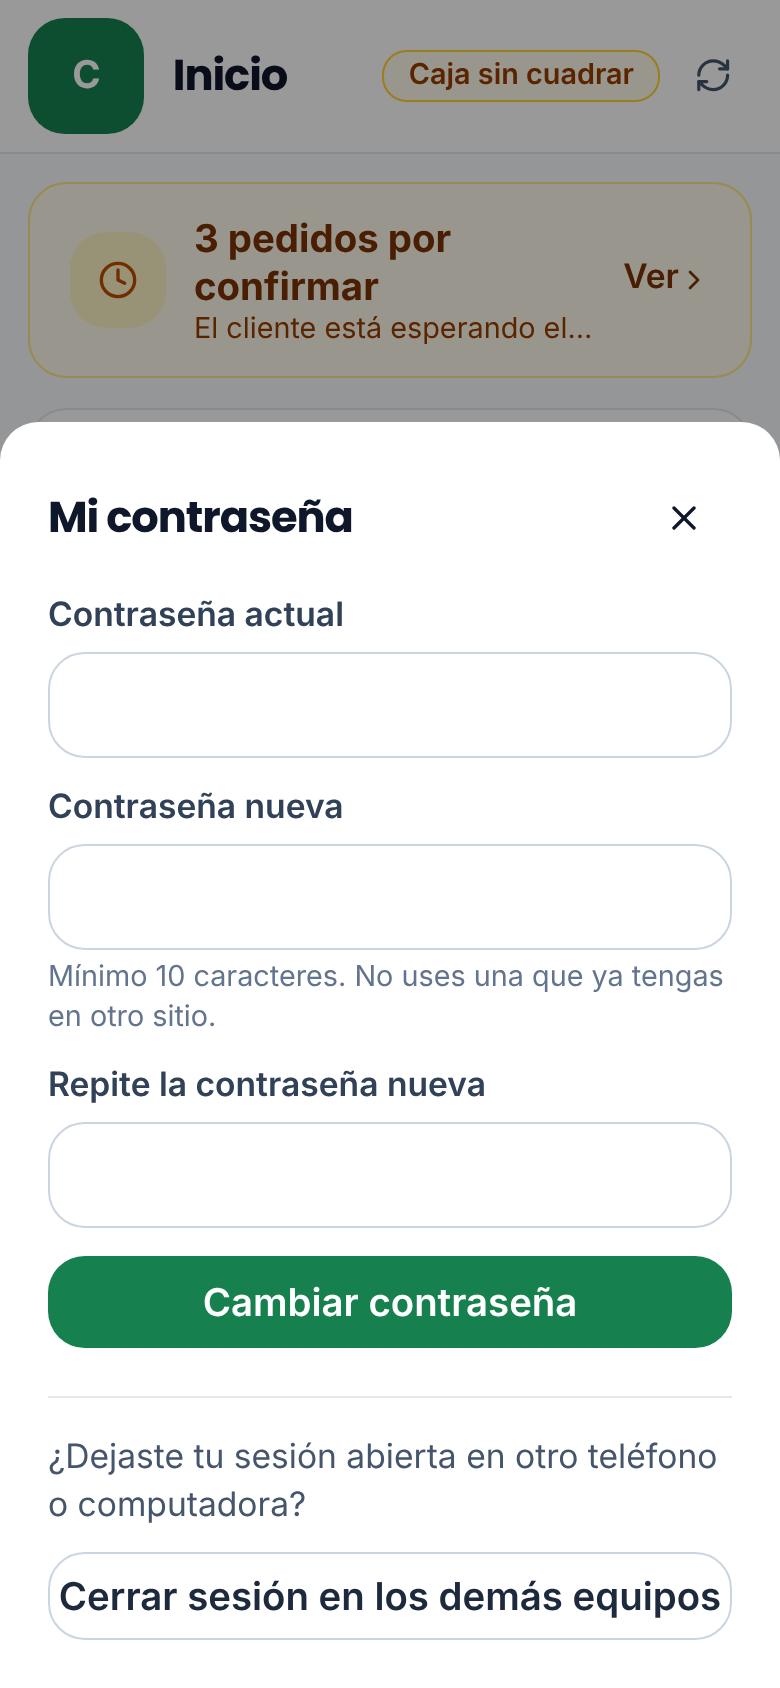 C
Inicio
Caja sin cuadrar
3 pedidos por
confirmar
El cliente está esperando el...
Ver
Mi contraseña
Contraseña actual
Contraseña nueva
Mínimo 10 caracteres. No uses una que ya tengas
en otro sitio.
Repite la contraseña nueva
Cambiar contraseña
¿Dejaste tu sesión abierta en otro teléfono
o computadora?
Cerrar sesión en los demás equipos